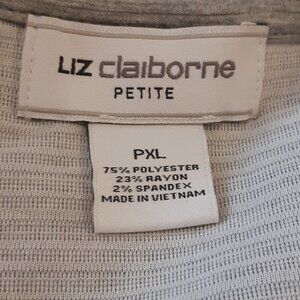 LIZ claiborne
PETITE
PXL
75% POLYESTER
23% RAYON
2% SPANDEX
MADE IN VIETNAM